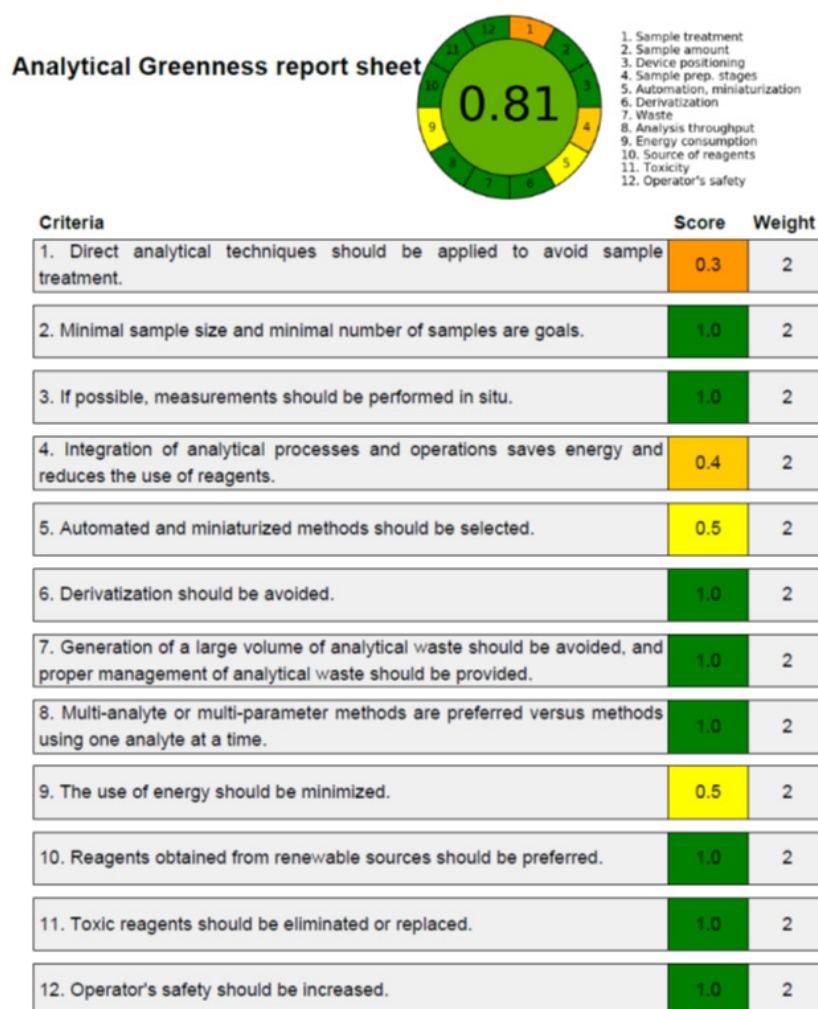 Analytical Greenness report sheet
12
1
11
2
10
3
0.81
9
4
8
5
7
6
1. Sample treatment
2. Sample amount
3. Device positioning
4. Sample prep. stages
5. Automation, miniaturization
6. Derivatization
7. Waste
8. Analysis throughput
9. Energy consumption
10. Source of reagents
11. Toxicity
12. Operator's safety
Criteria Score Weight
1. Direct analytical techniques should be applied to avoid sample
treatment.
0.3 2
2. Minimal sample size and minimal number of samples are goals. 1.0 2
3. If possible, measurements should be performed in situ. 1.0 2
4. Integration of analytical processes and operations saves energy and
reduces the use of reagents.
0.4 2
5. Automated and miniaturized methods should be selected. 0.5 2
6. Derivatization should be avoided. 1.0 2
7. Generation of a large volume of analytical waste should be avoided, and
proper management of analytical waste should be provided.
1.0 2
8. Multi-analyte or multi-parameter methods are preferred versus methods
using one analyte at a time.
1.0 2
9. The use of energy should be minimized. 0.5 2
10. Reagents obtained from renewable sources should be preferred. 1.0 2
11. Toxic reagents should be eliminated or replaced. 1.0 2
12. Operator's safety should be increased. 1.0 2